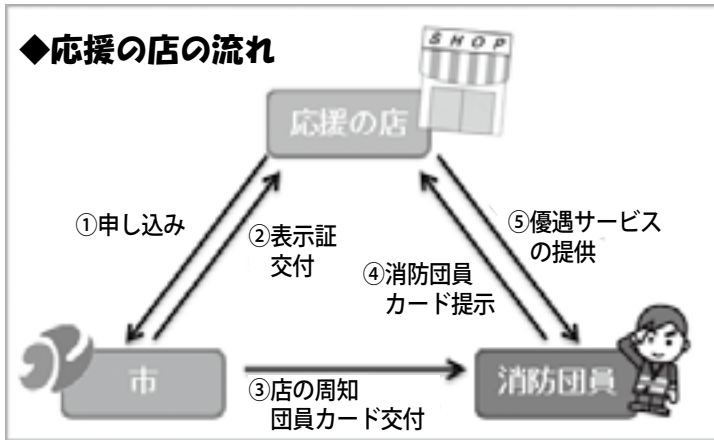 ◆応援の店の流れ
SHOP
応援の店
①申し込み
②表示証
交付
⑤優遇サービス
の提供
④消防団員
カード提示
市
③店の周知
団員カード交付
消防団員